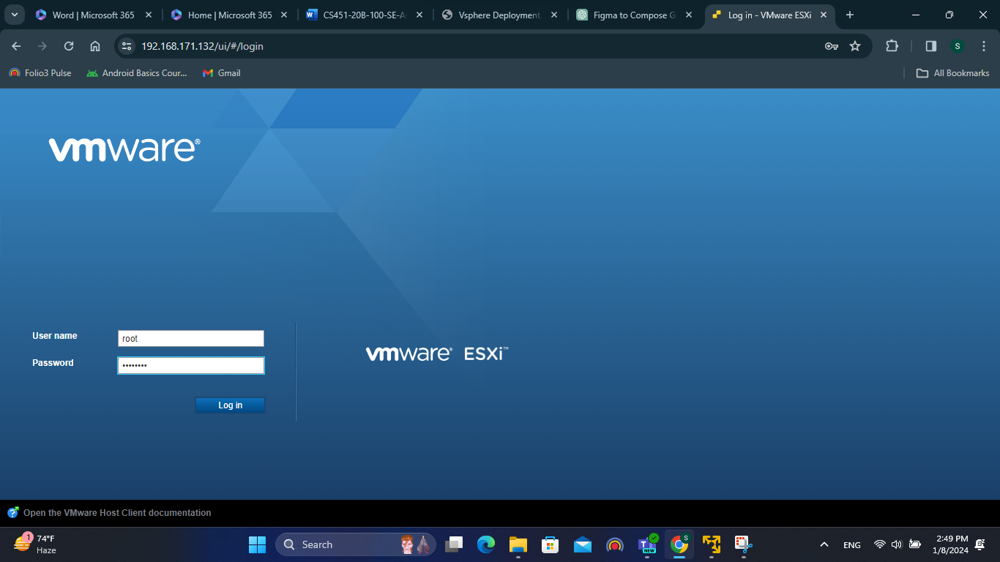 Word | Microsoft 365
Home | Microsoft 365
CS451-20B-100-SE-A
Vsphere Deployment
Figma to Compose G
Log in - VMware ESXi
192.168.171.132/ui/#/login
S
Folio3 Pulse
Android Basics Cour...
Gmail
All Bookmarks
vmware®
User name
root
Password
••••••••
Log in
vmware® ESXi™
Open the VMware Host Client documentation
1
74°F
Haze
Search
NEW
S
ENG
2:49 PM
1/8/2024